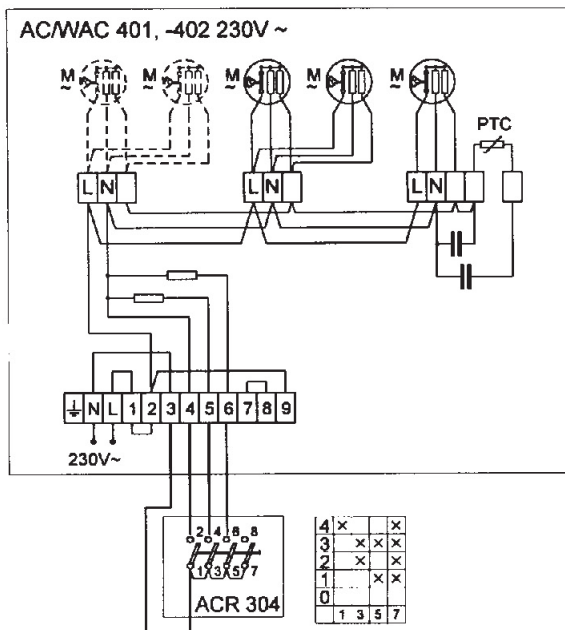 AC/WAC 401, -402 230V ~
M ~ M ~ M ~ M ~ M ~
PTC
L N L N L N
N L 1 2 3 4 5 6 7 8 9
230V~
2 4 6 8
1 3 5 7
ACR 304
4 × ×
3 × × ×
2 × ×
1 × ×
0
1 3 5 7